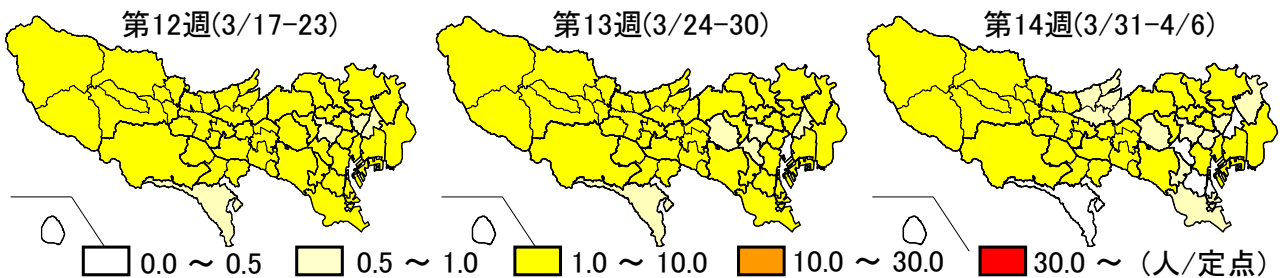 第12週(3/17-23) 第13週(3/24-30) 第14週(3/31-4/6)
0.0 ～ 0.5 0.5 ～ 1.0 1.0 ～ 10.0 10.0 ～ 30.0 30.0 ～ (人/定点)